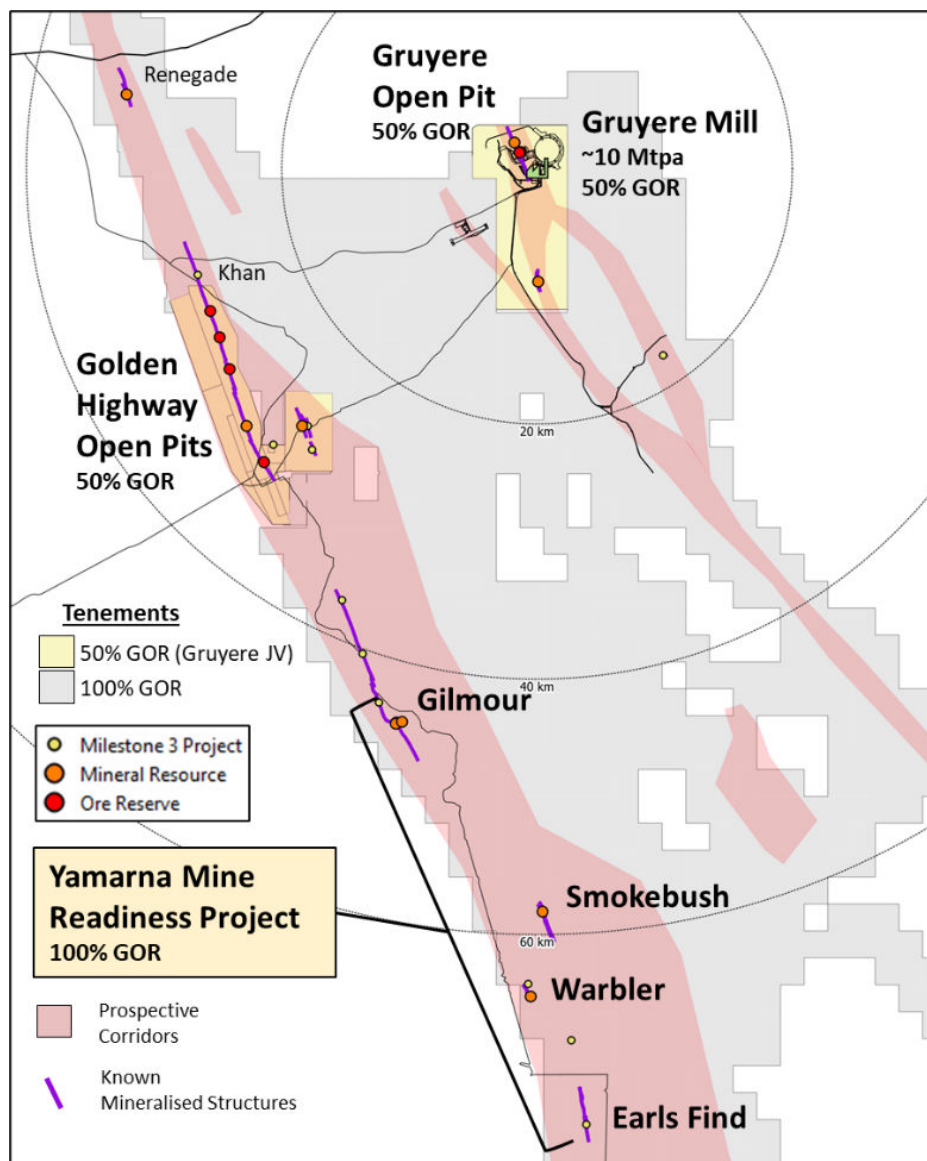 Renegade
Gruyere
Open Pit
50% GOR
Gruyere Mill
~10 Mtpa
50% GOR
Khan
Golden
Highway
Open Pits
50% GOR
20 km
Tenements
50% GOR (Gruyere JV)
100% GOR
40 km
Gilmour
Milestone 3 Project
Mineral Resource
Ore Reserve
Yamarna Mine
Readiness Project
100% GOR
Smokebush
60 km
Warbler
Prospective
Corridors
Known
Mineralised Structures
Earls Find